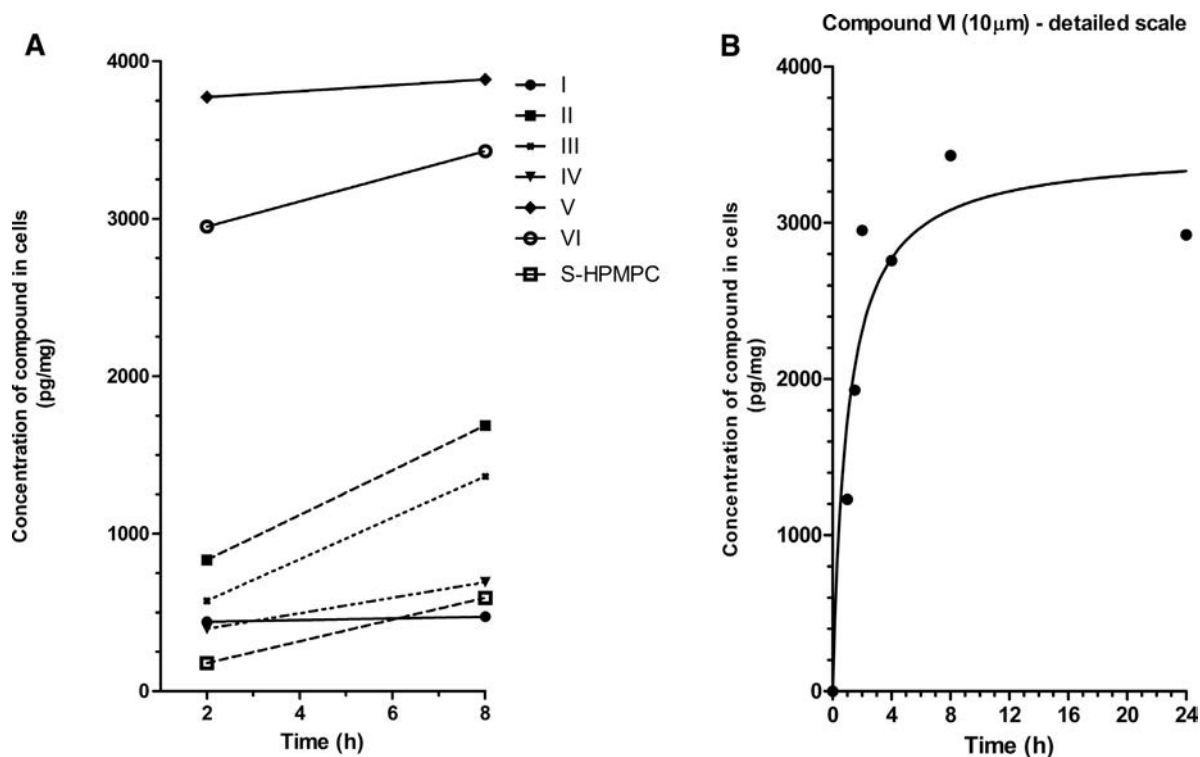 A
Concentration of compound in cells
(pg/mg)
4000
3000
2000
1000
0
2
4
6
8
Time (h)
I
II
III
IV
V
VI
S-HPMPC
Compound VI (10μm) - detailed scale
B
Concentration of compound in cells
(pg/mg)
4000
3000
2000
1000
0
0
4
8
12
16
20
24
Time (h)